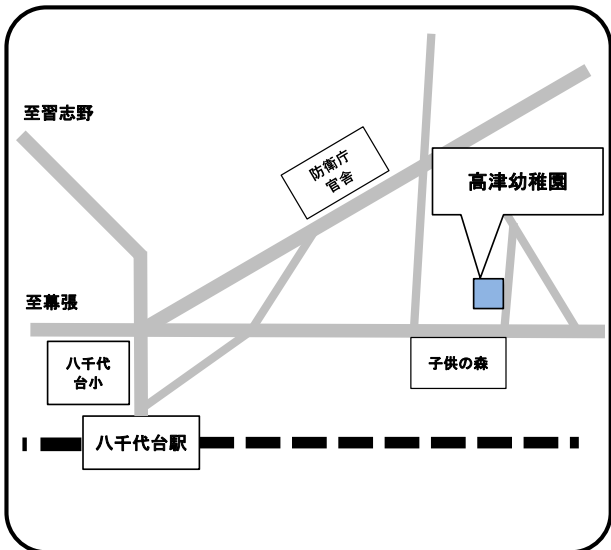 至習志野
防衛庁
官舎
高津幼稚園
至幕張
八千代
台小
子供の森
八千代台駅